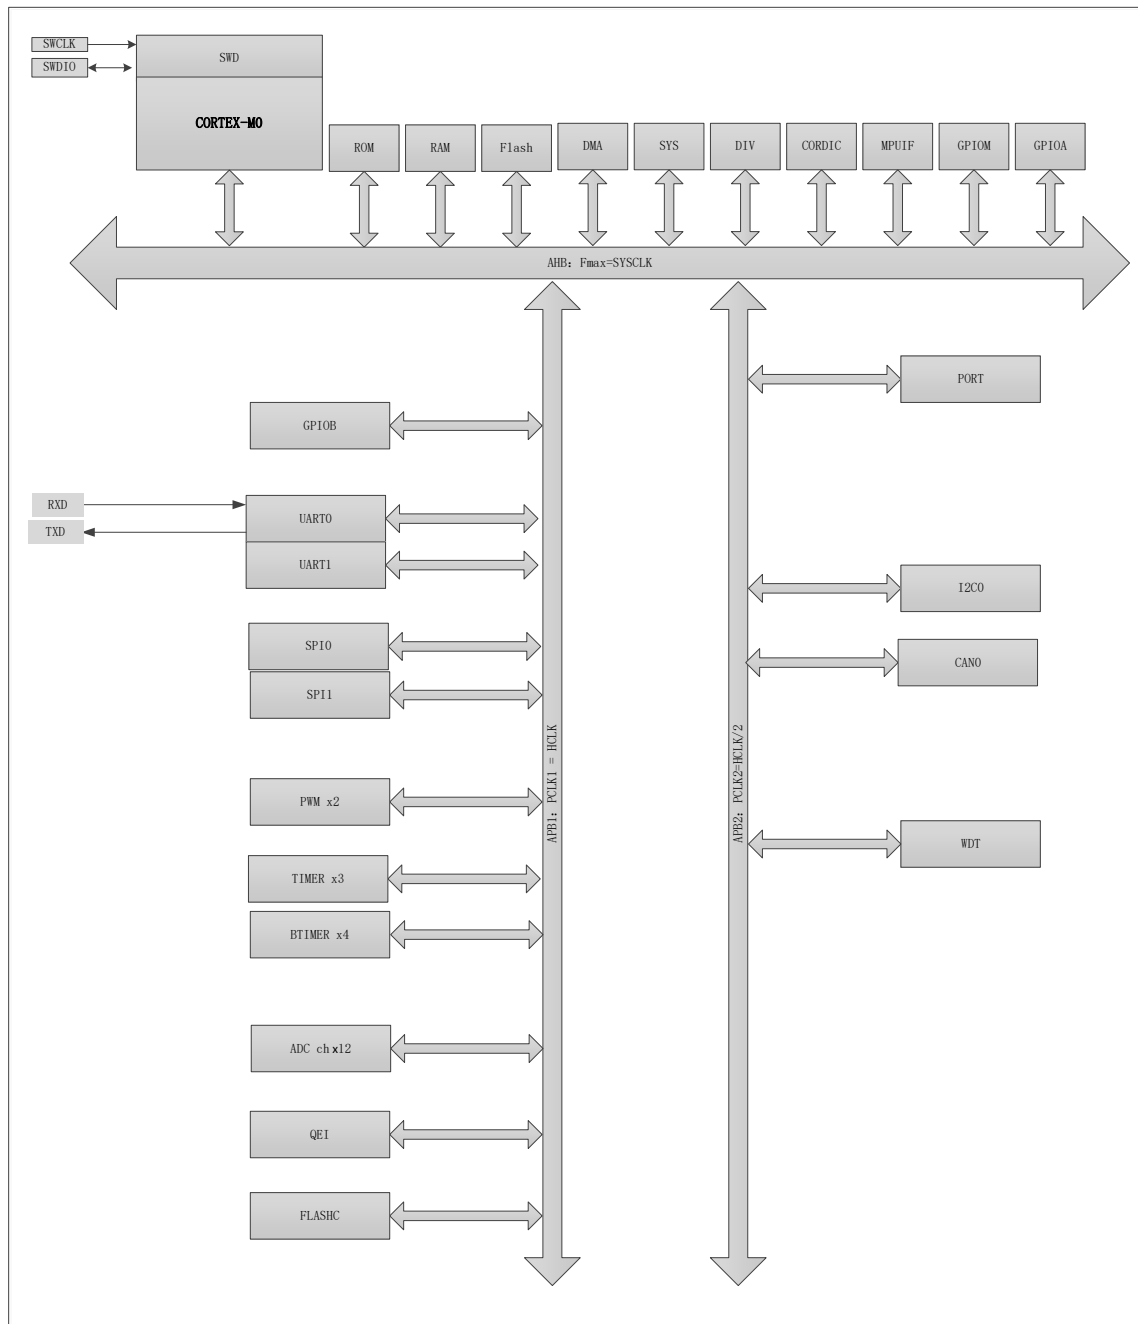 SWCLK
SWDIO
SWD
CORTEX-M0
ROM
RAM
Flash
DMA
SYS
DIV
CORDIC
MPUIF
GPIOM
GPIOA
AHB: Fmax=SYSCLK
PORT
GPIOB
RXD
TXD
UART0
UART1
I2C0
SPI0
SPI1
CAN0
APB1: PCLK1 = HCLK
APB2: PCLK2=HCLK/2
PWM x2
WDT
TIMER x3
BTIMER x4
ADC chx12
QEI
FLASHC